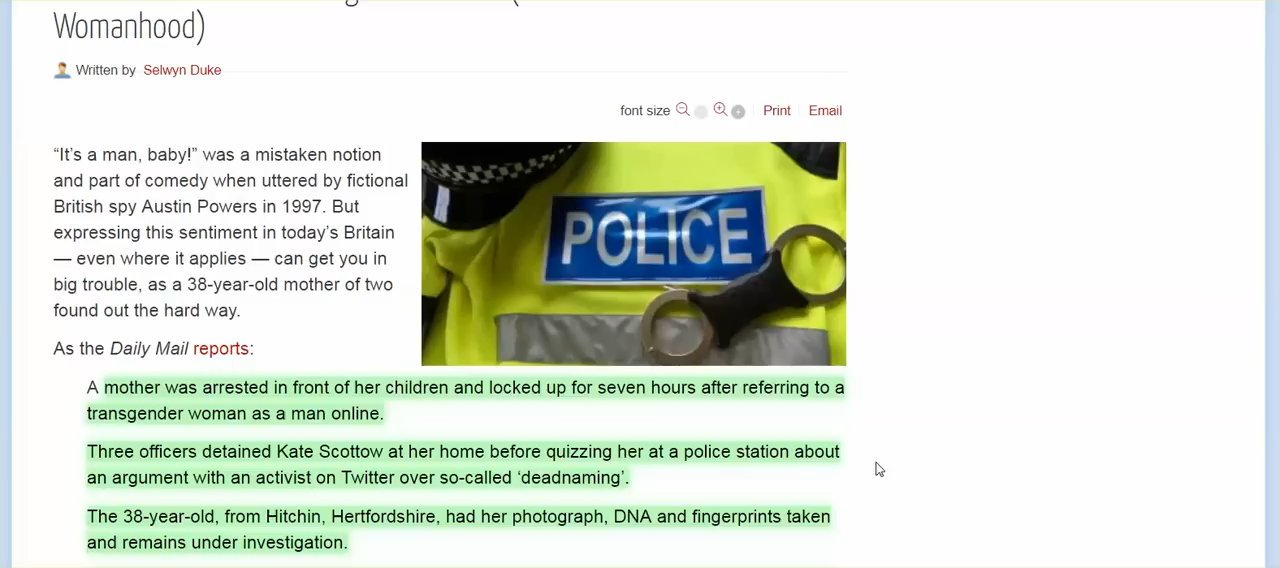 Womanhood)
Written by Selwyn Duke
font size Print Email
“It’s a man, baby!” was a mistaken notion
and part of comedy when uttered by fictional
British spy Austin Powers in 1997. But
expressing this sentiment in today’s Britain
— even where it applies — can get you in
big trouble, as a 38-year-old mother of two
found out the hard way.
POLICE
As the Daily Mail reports:
A mother was arrested in front of her children and locked up for seven hours after referring to a
transgender woman as a man online.
Three officers detained Kate Scottow at her home before quizzing her at a police station about
an argument with an activist on Twitter over so-called ‘deadnaming’.
The 38-year-old, from Hitchin, Hertfordshire, had her photograph, DNA and fingerprints taken
and remains under investigation.